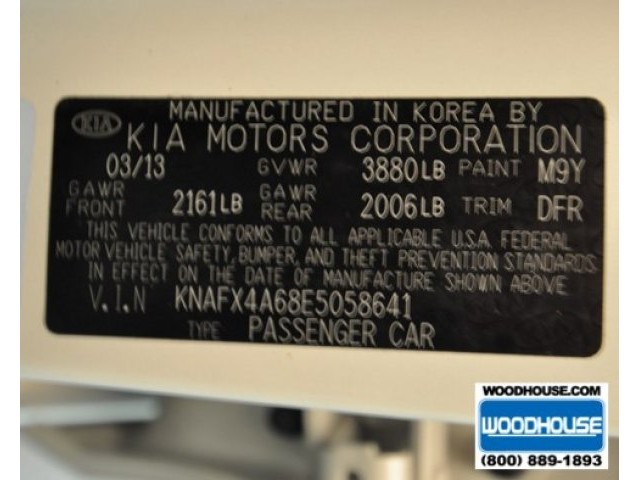 KIA
MANUFACTURED IN KOREA BY
KIA MOTORS CORPORATION
03/13 GVWR 3880LB PAINT M9Y
GAWR FRONT 2161LB GAWR REAR 2006LB TRIM DFR
THIS VEHICLE CONFORMS TO ALL APPLICABLE U.S.A. FEDERAL
MOTOR VEHICLE SAFETY, BUMPER, AND THEFT PREVENTION STANDARDS
IN EFFECT ON THE DATE OF MANUFACTURE SHOWN ABOVE
V.I.N KNAFX4A68E5058641
TYPE PASSENGER CAR
WOODHOUSE.COM
WOODHOUSE
(800) 889-1893